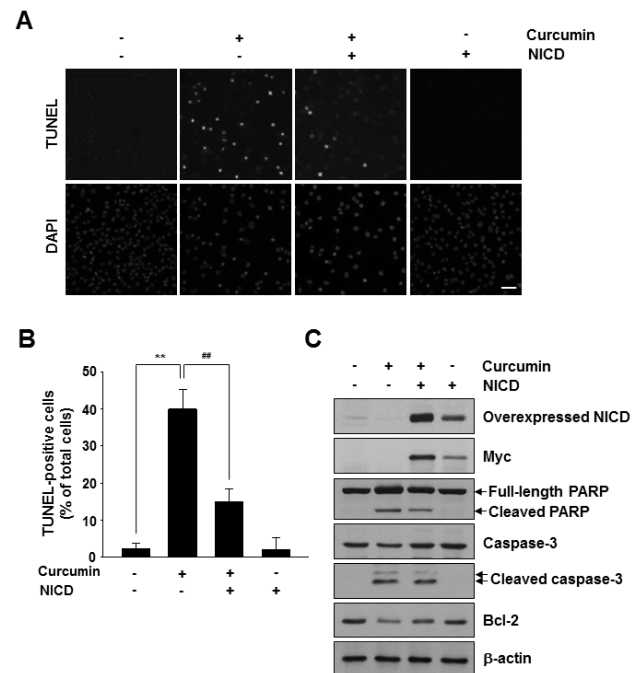 A
- + + - Curcumin
- - + + NICD
TUNEL
DAPI
B
** ##
TUNEL-positive cells
(% of total cells)
50
40
30
20
10
0
Curcumin - + + -
NICD - - + +
C
- + + - Curcumin
- - + + NICD
Overexpressed NICD
Myc
Full-length PARP
Cleaved PARP
Caspase-3
Cleaved caspase-3
Bcl-2
β-actin